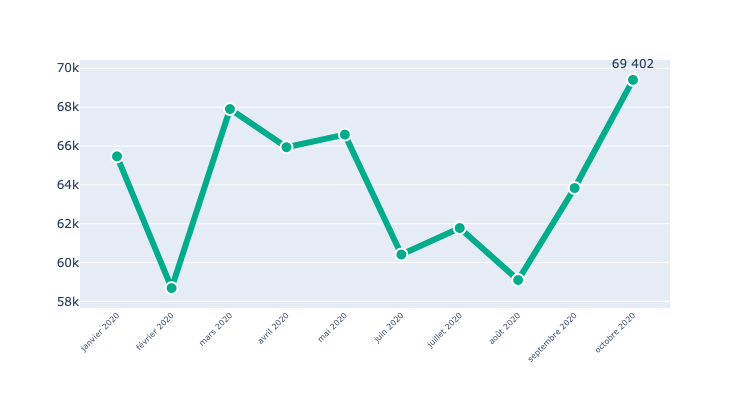 69 402
70k
68k
66k
64k
62k
60k
58k
janvier 2020
février 2020
mars 2020
avril 2020
mai 2020
juin 2020
juillet 2020
août 2020
septembre 2020
octobre 2020